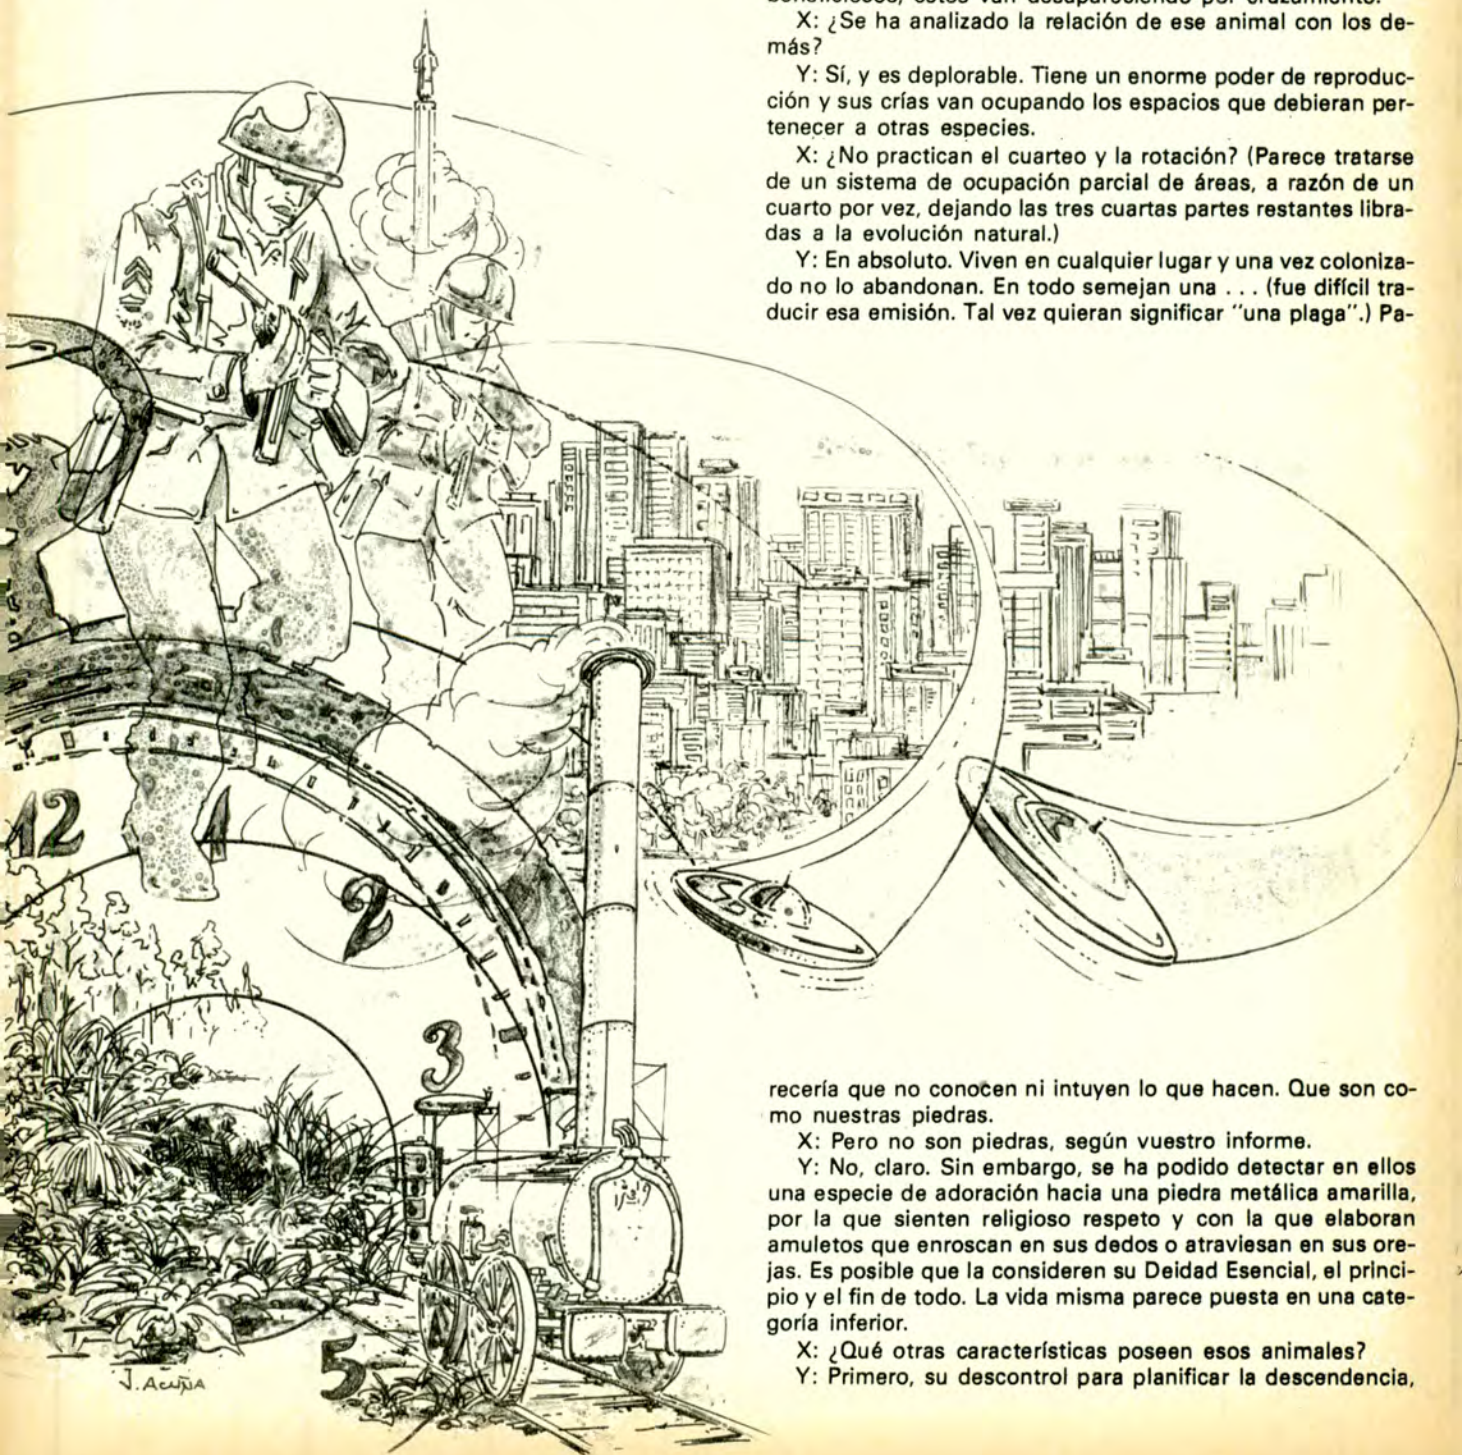 X: ¿Se ha analizado la relación de ese animal con los de-
más?
Y: Sí, y es deplorable. Tiene un enorme poder de reproduc-
ción y sus crías van ocupando los espacios que debieran per-
tenecer a otras especies.
X: ¿No practican el cuarteo y la rotación? (Parece tratarse
de un sistema de ocupación parcial de áreas, a razón de un
cuarto por vez, dejando las tres cuartas partes restantes libra-
das a la evolución natural.)
Y: En absoluto. Viven en cualquier lugar y una vez coloniza-
do no lo abandonan. En todo semejan una . . . (fue difícil tra-
ducir esa emisión. Tal vez quieran significar "una plaga".) Pa-
12
1
2
3
5
J. ACUÑA
recería que no conocen ni intuyen lo que hacen. Que son co-
mo nuestras piedras.
X: Pero no son piedras, según vuestro informe.
Y: No, claro. Sin embargo, se ha podido detectar en ellos
una especie de adoración hacia una piedra metálica amarilla,
por la que sienten religioso respeto y con la que elaboran
amuletos que enroscan en sus dedos o atraviesan en sus ore-
jas. Es posible que la consideren su Deidad Esencial, el princi-
pio y el fin de todo. La vida misma parece puesta en una cate-
goría inferior.
X: ¿Qué otras características poseen esos animales?
Y: Primero, su descontrol para planificar la descendencia,